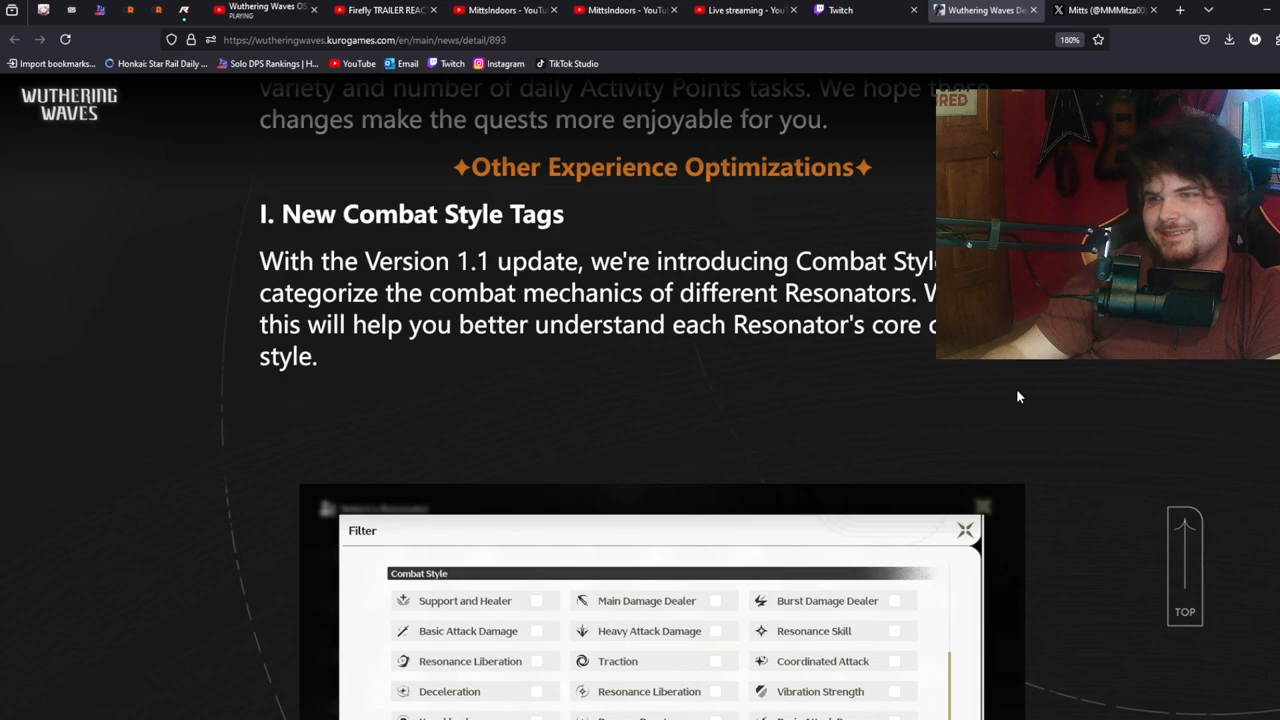 Wuthering Waves OS
PLAYING
Firefly TRAILER REAC
MittsIndoors - YouTu
MittsIndoors - YouTu
Live streaming - YouT
Twitch
Wuthering Waves De
Mitts (@MMMitza00)
https://wutheringwaves.kurogames.com/en/main/news/detail/893
180%
Import bookmarks...
Honkai: Star Rail Daily ...
Solo DPS Rankings | H...
YouTube
Email
Twitch
Instagram
TikTok Studio
WUTHERING
WAVES
variety and number of daily Activity Points tasks. We hope these
changes make the quests more enjoyable for you.
✦Other Experience Optimizations✦
I. New Combat Style Tags
With the Version 1.1 update, we're introducing Combat Styl
categorize the combat mechanics of different Resonators. W
this will help you better understand each Resonator's core c
style.
Filter
Combat Style
Support and Healer
Main Damage Dealer
Burst Damage Dealer
Basic Attack Damage
Heavy Attack Damage
Resonance Skill
Resonance Liberation
Traction
Coordinated Attack
Deceleration
Resonance Liberation
Vibration Strength
TOP